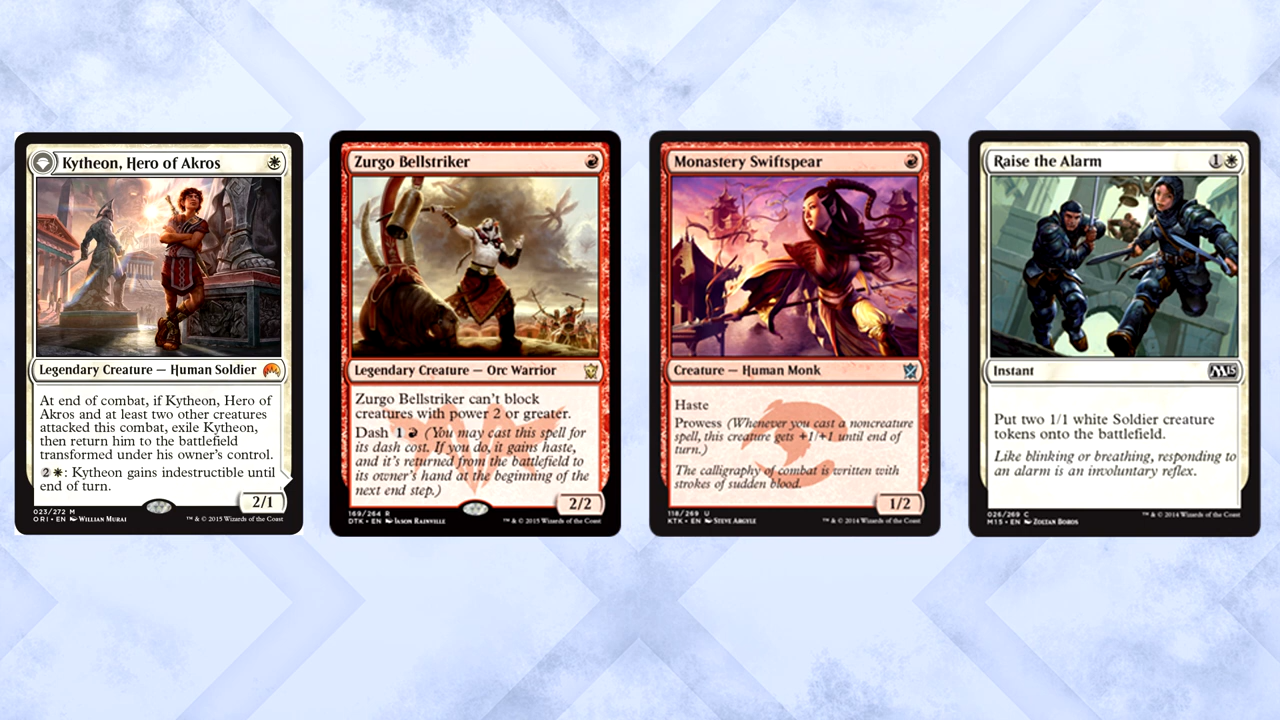 Kytheon, Hero of Akros
Legendary Creature — Human Soldier
At end of combat, if Kytheon, Hero of
Akros and at least two other creatures
attacked this combat, exile Kytheon,
then return him to the battlefield
transformed under his owner's control.
2: Kytheon gains indestructible until
end of turn.
2/1
023/272 M
ORI • EN Willian Murai
™ & © 2015 Wizards of the Coast
Zurgo Bellstriker
Legendary Creature — Orc Warrior
Zurgo Bellstriker can't block
creatures with power 2 or greater.
Dash 1 (You may cast this spell for
its dash cost. If you do, it gains haste,
and it's returned from the battlefield to
its owner's hand at the beginning of the
next end step.)
2/2
169/264 R
DTK • EN Jason Rainville
™ & © 2015 Wizards of the Coast
Monastery Swiftspear
Creature — Human Monk
Haste
Prowess (Whenever you cast a noncreature
spell, this creature gets +1/+1 until end of
turn.)
The calligraphy of combat is written with
strokes of sudden blood.
1/2
118/269 U
KTK • EN Steve Argyle
™ & © 2014 Wizards of the Coast
Raise the Alarm 1
Instant
M15
Put two 1/1 white Soldier creature
tokens onto the battlefield.
Like blinking or breathing, responding to
an alarm is an involuntary reflex.
026/269 C
M15 • EN Zoltan Boros
™ & © 2014 Wizards of the Coast